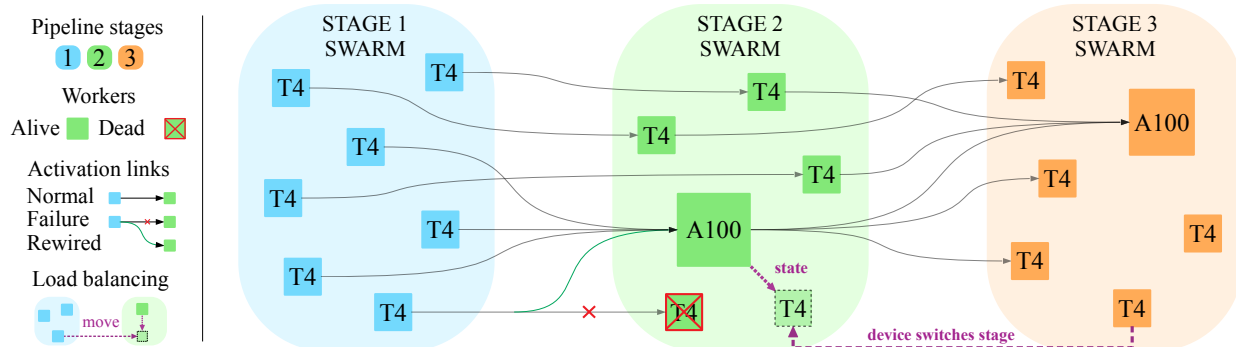 Pipeline stages
1 2 3
Workers
Alive Dead
Activation links
Normal
Failure
Rewired
Load balancing
move
STAGE 1
SWARM
T4
T4
T4
T4
T4
T4
T4
STAGE 2
SWARM
T4
T4
T4
A100
state
T4
T4
STAGE 3
SWARM
T4
A100
T4
T4
T4
T4
device switches stage